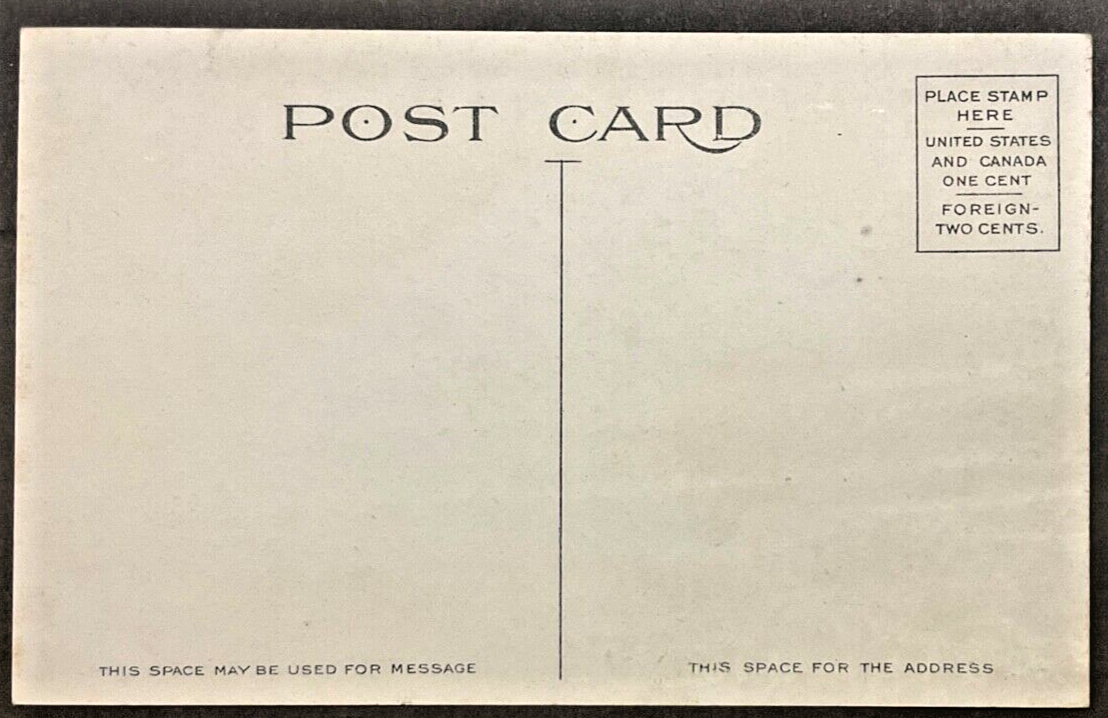 POST CARD
PLACE STAMP
HERE
UNITED STATES
AND CANADA
ONE CENT
FOREIGN-
TWO CENTS.
THIS SPACE MAY BE USED FOR MESSAGE
THIS SPACE FOR THE ADDRESS